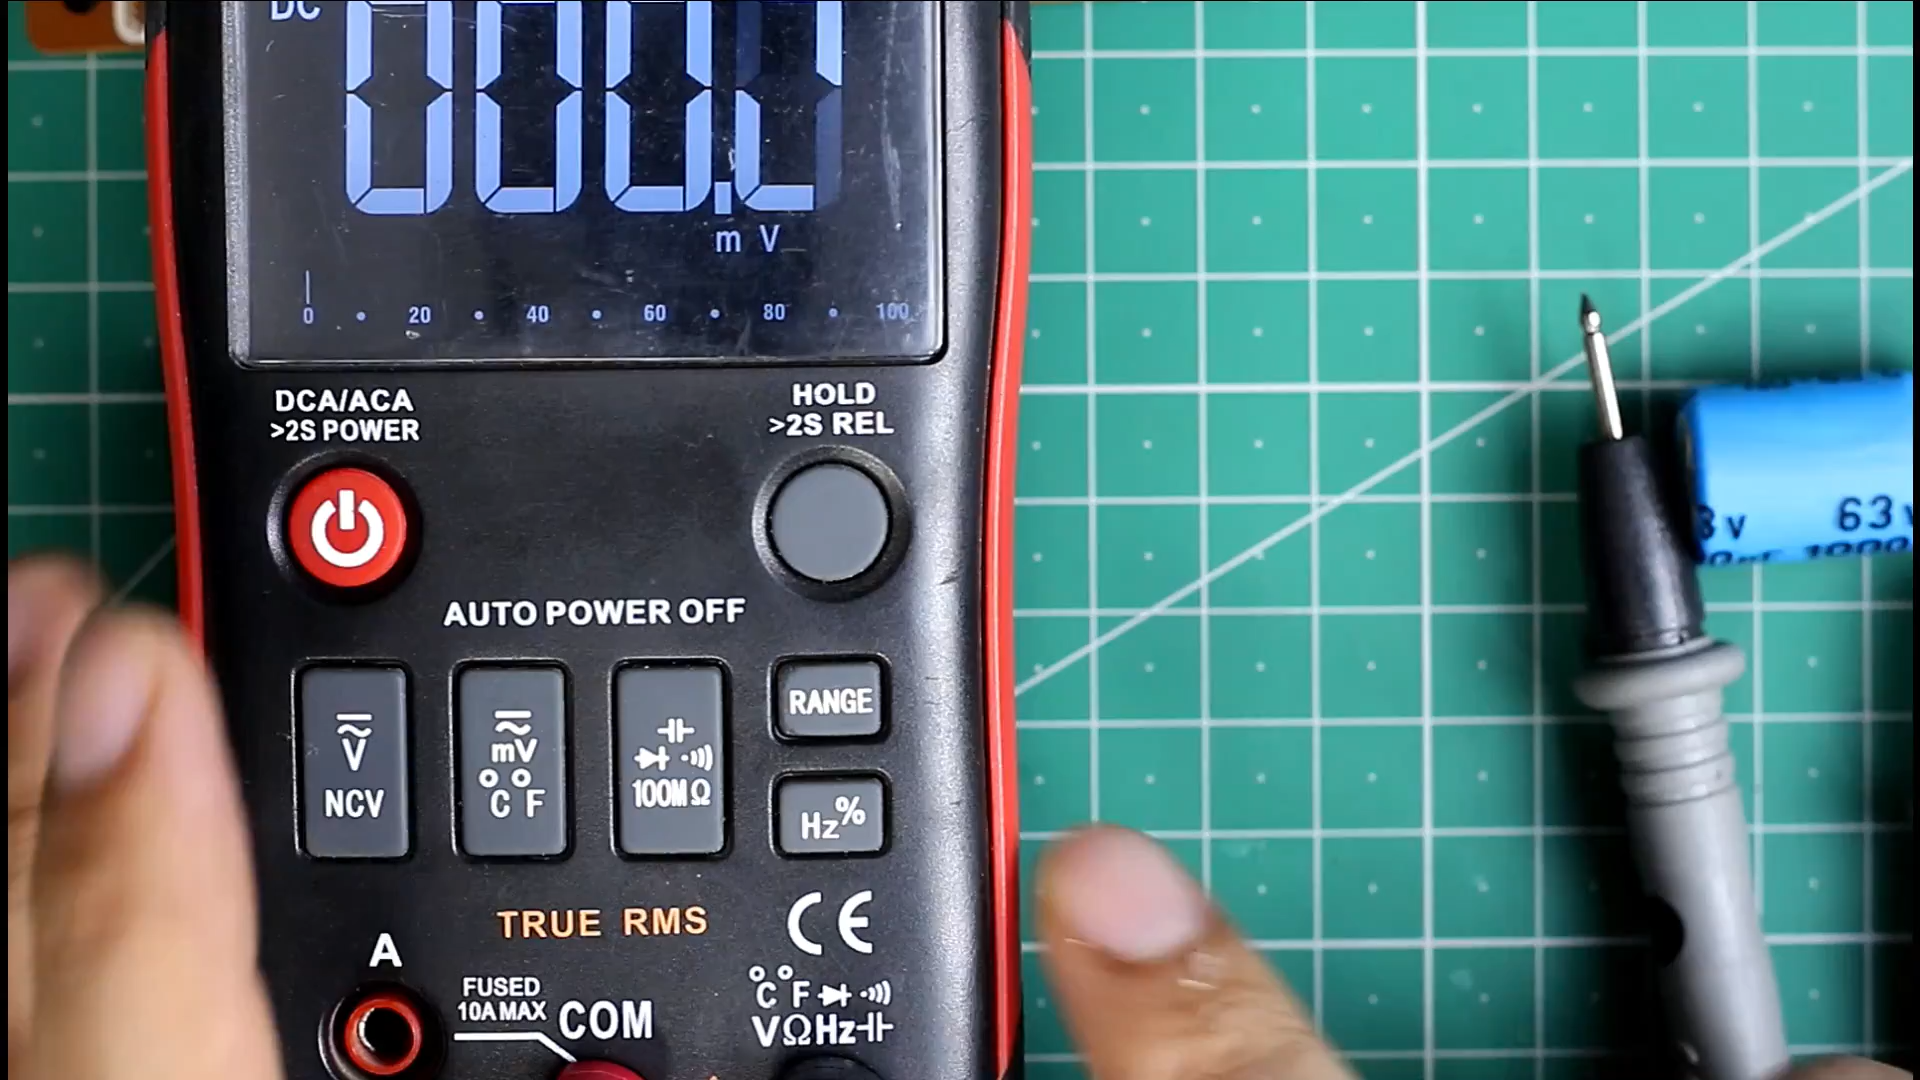 DC
000.0
m V
0 20 40 60 80 100
DCA/ACA
>2S POWER
HOLD
>2S REL
63v
AUTO POWER OFF
V
NCV
mV
°C °F
100MΩ
RANGE
Hz%
TRUE RMS
CE
A
FUSED
10A MAX
COM
°C °F
VΩHz